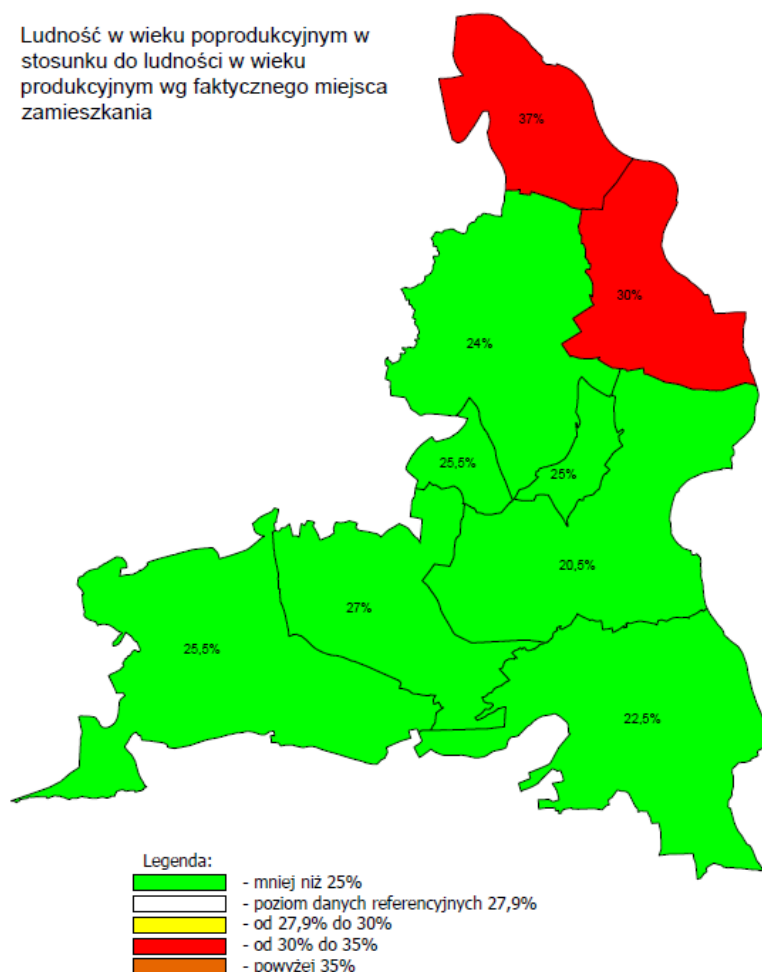 Ludność w wieku poprodukcyjnym w
stosunku do ludności w wieku
produkcyjnym wg faktycznego miejsca
zamieszkania
37%
30%
24%
25,5%
25%
20,5%
27%
25,5%
22,5%
Legenda:
- mniej niż 25%
- poziom danych referencyjnych 27,9%
- od 27,9% do 30%
- od 30% do 35%
- powyżej 35%